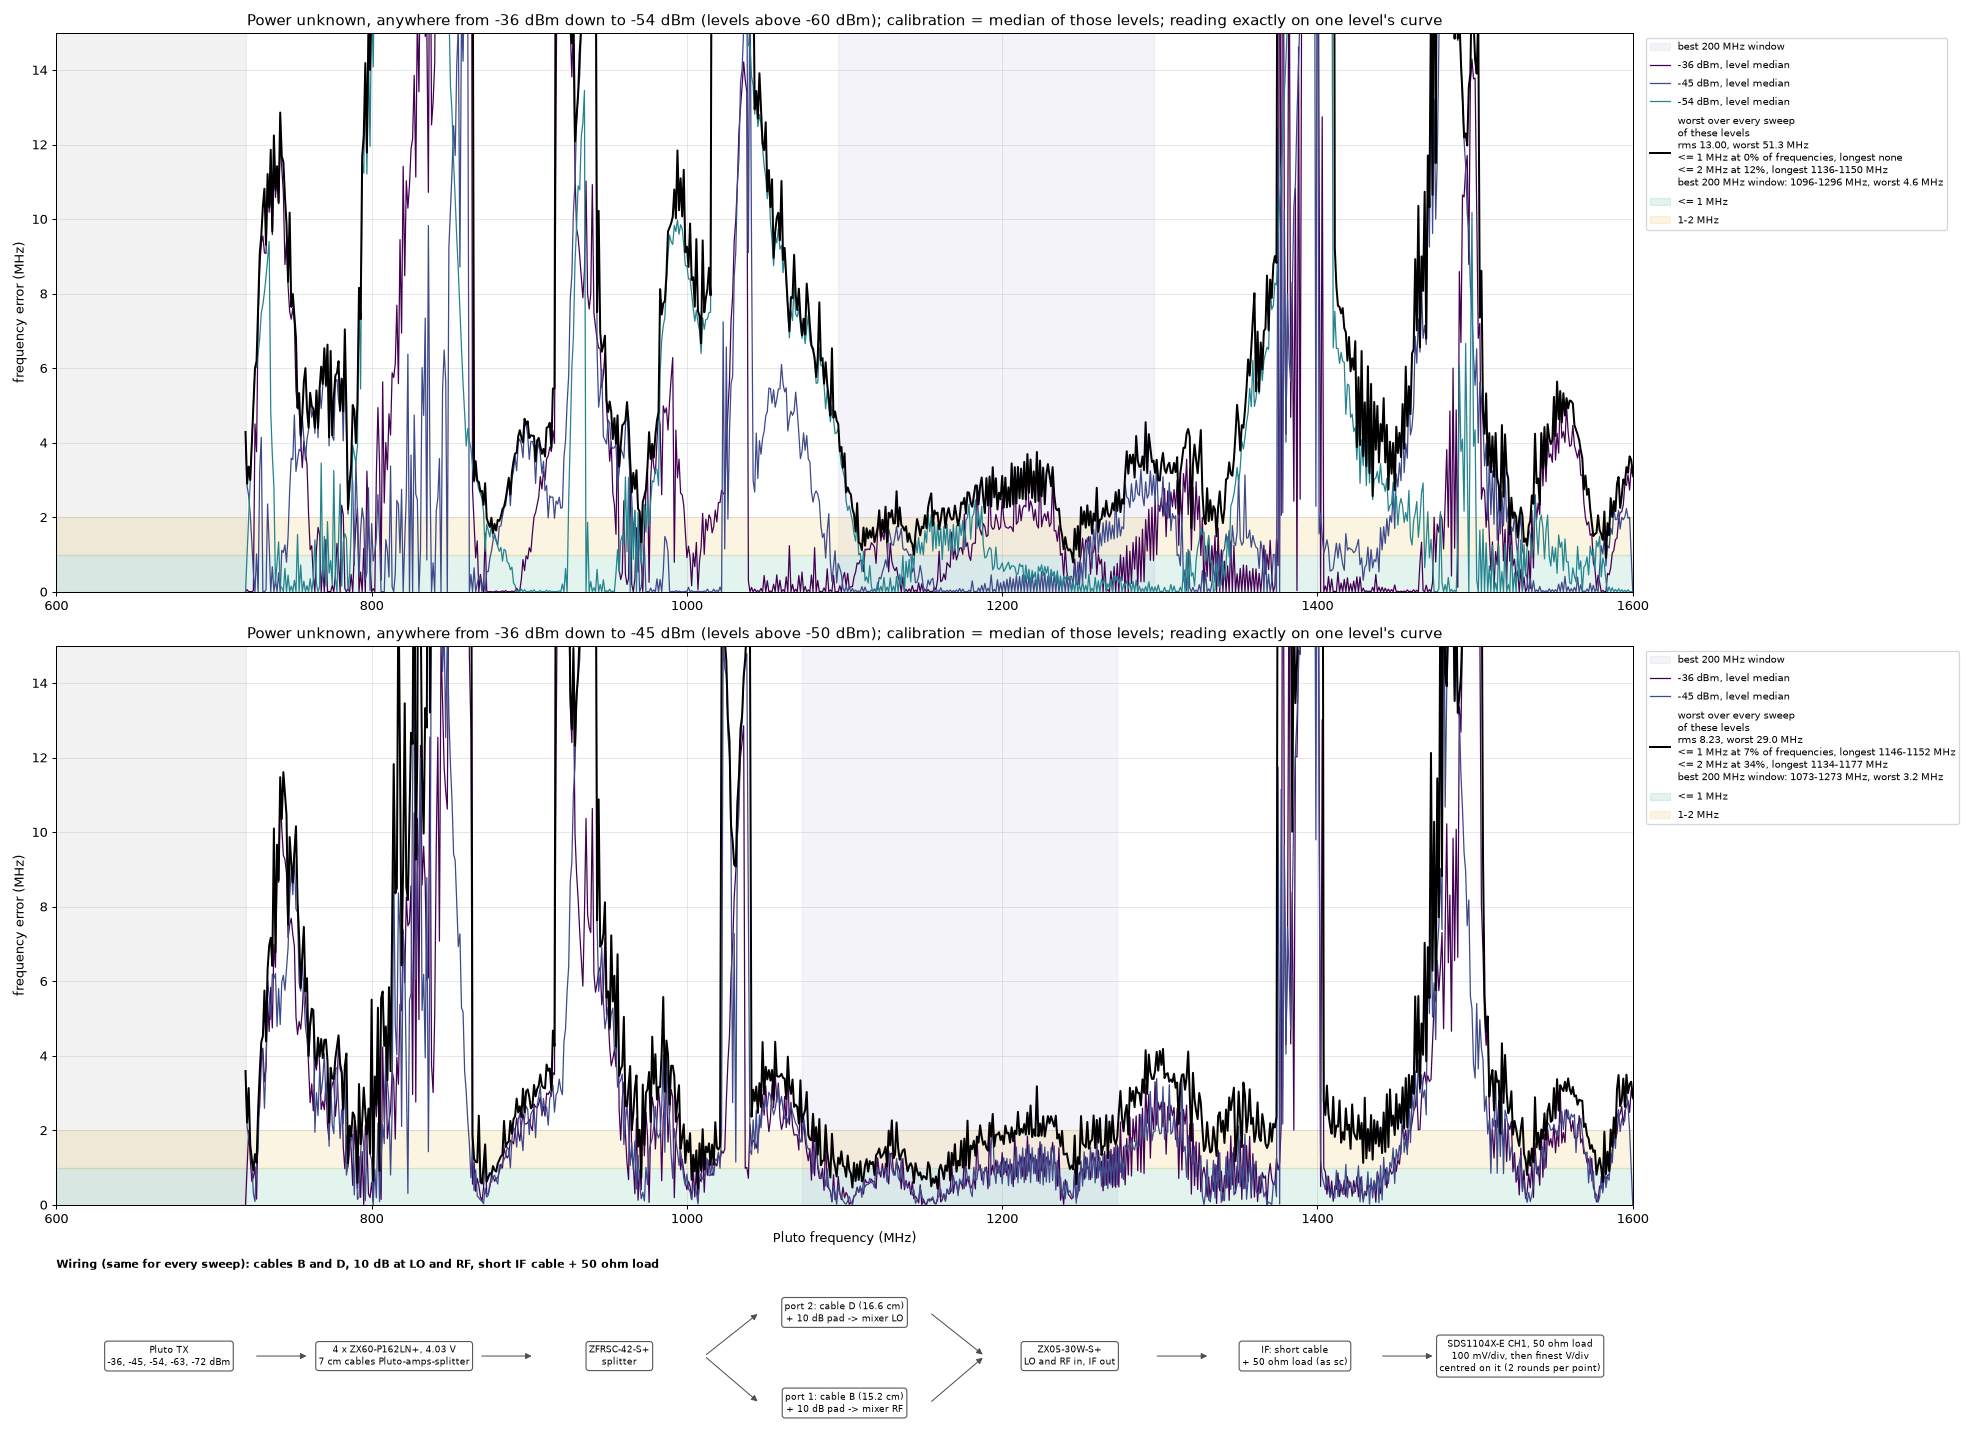 Power unknown, anywhere from -36 dBm down to -54 dBm (levels above -60 dBm); calibration = median of those levels; reading exactly on one level's curve
frequency error (MHz)
14
12
10
8
6
4
2
0
600
800
1000
1200
1400
1600
best 200 MHz window
-36 dBm, level median
-45 dBm, level median
-54 dBm, level median
worst over every sweep
of these levels
rms 13.00, worst 51.3 MHz
<= 1 MHz at 0% of frequencies, longest none
<= 2 MHz at 12%, longest 1136-1150 MHz
best 200 MHz window: 1096-1296 MHz, worst 4.6 MHz
<= 1 MHz
1-2 MHz
Power unknown, anywhere from -36 dBm down to -45 dBm (levels above -50 dBm); calibration = median of those levels; reading exactly on one level's curve
frequency error (MHz)
14
12
10
8
6
4
2
0
600
800
1000
1200
1400
1600
Pluto frequency (MHz)
best 200 MHz window
-36 dBm, level median
-45 dBm, level median
worst over every sweep
of these levels
rms 8.23, worst 29.0 MHz
<= 1 MHz at 7% of frequencies, longest 1146-1152 MHz
<= 2 MHz at 34%, longest 1134-1177 MHz
best 200 MHz window: 1073-1273 MHz, worst 3.2 MHz
<= 1 MHz
1-2 MHz
Wiring (same for every sweep): cables B and D, 10 dB at LO and RF, short IF cable + 50 ohm load
Pluto TX
-36, -45, -54, -63, -72 dBm
4 x ZX60-P162LN+, 4.03 V
7 cm cables Pluto-amps-splitter
ZFRSC-42-S+
splitter
port 2: cable D (16.6 cm)
+ 10 dB pad -> mixer LO
port 1: cable B (15.2 cm)
+ 10 dB pad -> mixer RF
ZX05-30W-S+
LO and RF in, IF out
IF: short cable
+ 50 ohm load (as sc)
SDS1104X-E CH1, 50 ohm load
100 mV/div, then finest V/div
centred on it (2 rounds per point)